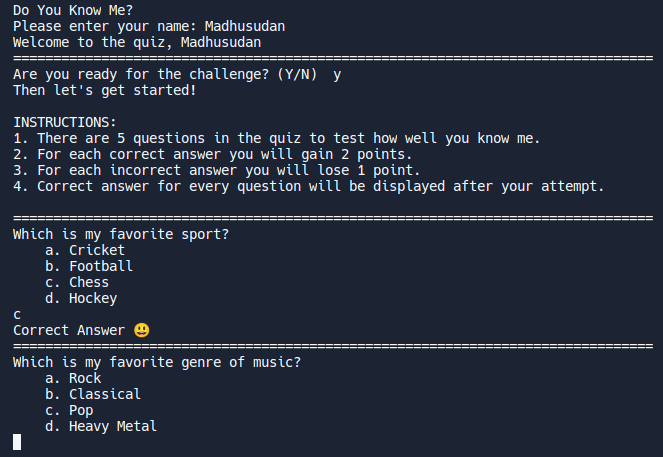 Do You Know Me?
Please enter your name: Madhusudan
Welcome to the quiz, Madhusudan
================================================================================
Are you ready for the challenge? (Y/N)  y
Then let's get started!

INSTRUCTIONS:
1. There are 5 questions in the quiz to test how well you know me.
2. For each correct answer you will gain 2 points.
3. For each incorrect answer you will lose 1 point.
4. Correct answer for every question will be displayed after your attempt.

================================================================================
Which is my favorite sport?
    a. Cricket
    b. Football
    c. Chess
    d. Hockey
c
Correct Answer 😃
================================================================================
Which is my favorite genre of music?
    a. Rock
    b. Classical
    c. Pop
    d. Heavy Metal